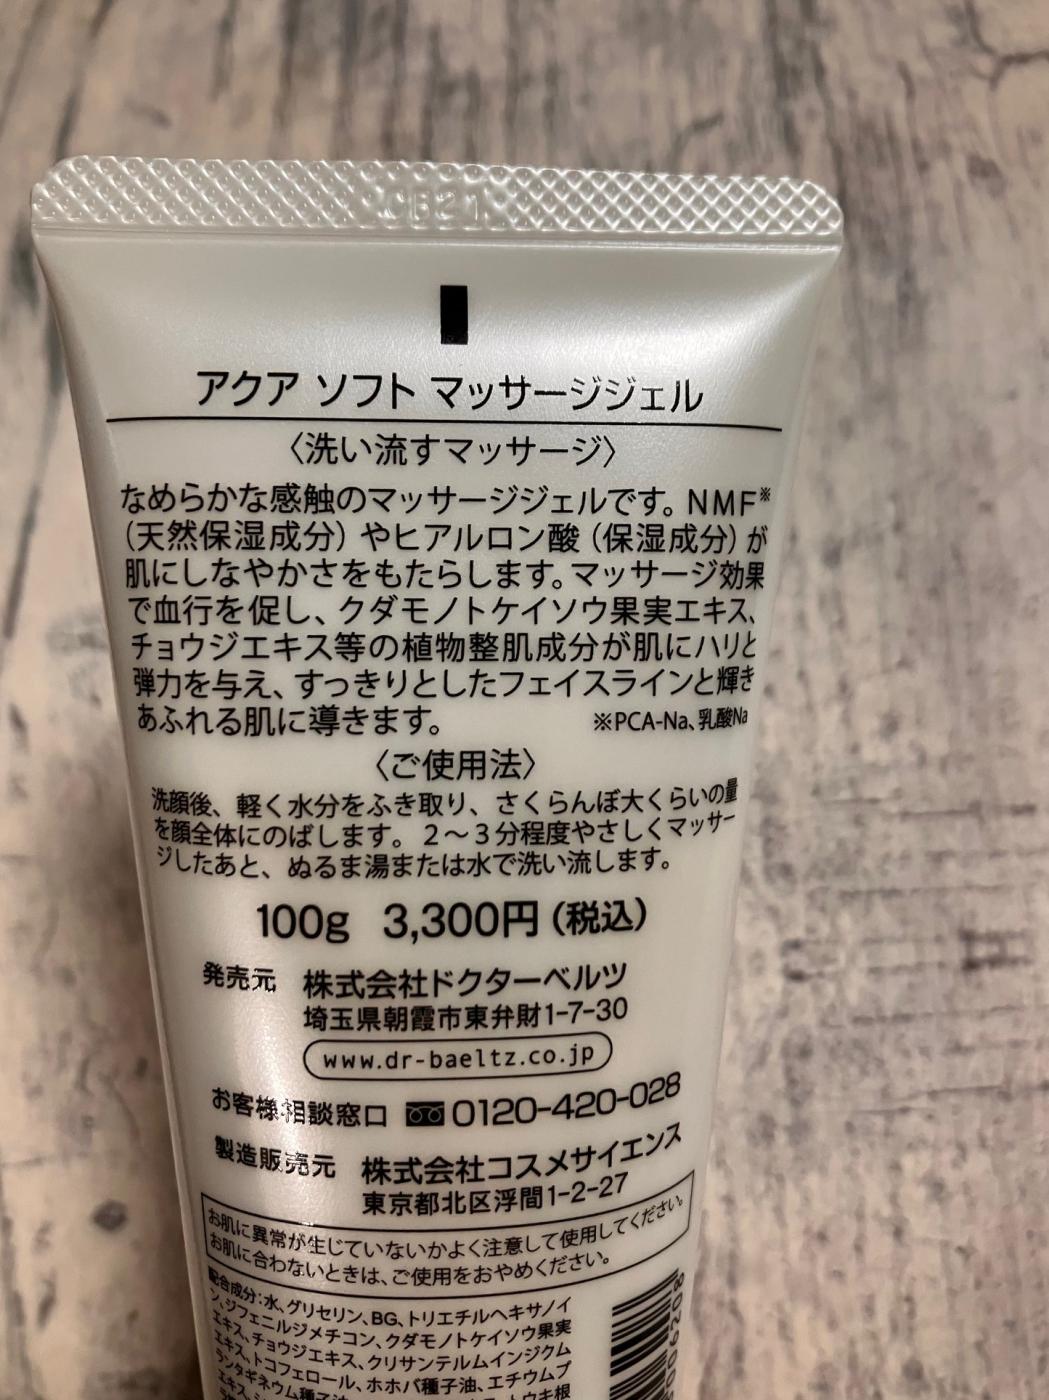 CB21
アクア ソフト マッサージジェル
〈洗い流すマッサージ〉
なめらかな感触のマッサージジェルです。NMF※
(天然保湿成分)やヒアルロン酸(保湿成分)が
肌にしなやかさをもたらします。マッサージ効果
で血行を促し、クダモノトケイソウ果実エキス、
チョウジエキス等の植物整肌成分が肌にハリと
弾力を与え、すっきりとしたフェイスラインと輝き
あふれる肌に導きます。 ※PCA-Na、乳酸Na
〈ご使用法〉
洗顔後、軽く水分をふき取り、さくらんぼ大くらいの量
を顔全体にのばします。2〜3分程度やさしくマッサー
ジしたあと、ぬるま湯または水で洗い流します。
100g 3,300円(税込)
発売元 株式会社ドクターベルツ
埼玉県朝霞市東弁財1-7-30
www.dr-baeltz.co.jp
お客様相談窓口 0120-420-028
製造販売元 株式会社コスメサイエンス
東京都北区浮間1-2-27
お肌に異常が生じていないかよく注意して使用してください。
お肌に合わないときは、ご使用をおやめください。
配合成分:水、グリセリン、BG、トリエチルヘキサノイ
ン、ジフェニルジメチコン、クダモノトケイソウ果実
エキス、チョウジエキス、クリサンテルムインジクム
エキス、トコフェロール、ホホバ種子油、エチウムプ
ランタギネウム種子油
エキス、 トウキ根